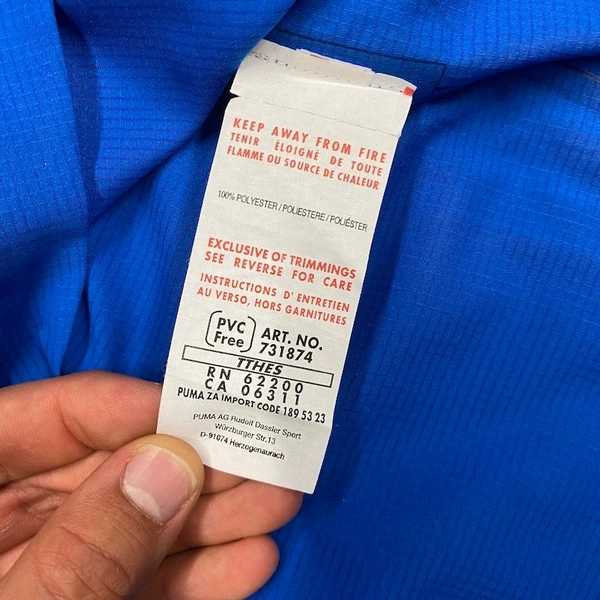 KEEP AWAY FROM FIRE
TENIR ÉLOIGNÉ DE TOUTE
FLAMME OU SOURCE DE CHALEUR
100% POLYESTER / POLIESTERE / POLIÉSTER
EXCLUSIVE OF TRIMMINGS
SEE REVERSE FOR CARE
INSTRUCTIONS D'ENTRETIEN
AU VERSO, HORS GARNITURES
PVC Free
ART. NO.
731874
TTHES
RN 62200
CA 06311
PUMA ZA IMPORT CODE 189 53 23
PUMA AG Rudolf Dassler Sport
Würzburger Str.13
D-91074 Herzogenaurach